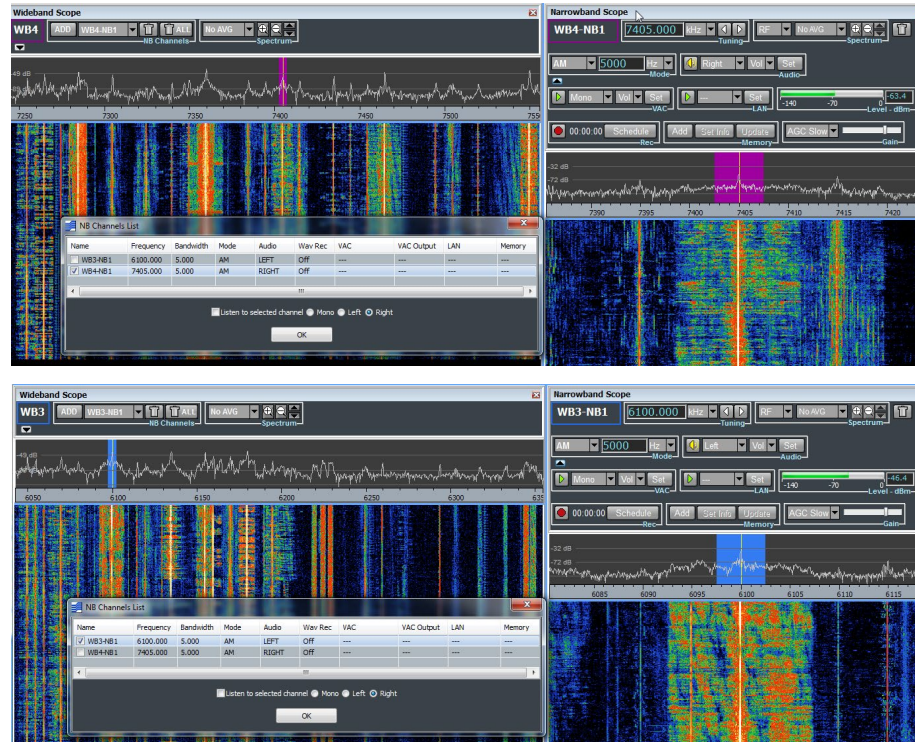 Wideband Scope
WB4 ADD WB4-NB1 ALL No AVG
NB Channels Spectrum
-49 dB
7250 7300 7350 7400 7450 7500 755
NB Channels List
Name Frequency Bandwidth Mode Audio Wav Rec VAC VAC Output LAN Memory
WB3-NB1 6100.000 5.000 AM LEFT Off --- --- --- ---
WB4-NB1 7405.000 5.000 AM RIGHT Off --- --- --- ---
Listen to selected channel Mono Left Right
OK
Narrowband Scope
WB4-NB1 7405.000 kHz RF No AVG
Tuning Spectrum
AM 5000 Hz Right Vol Set
Mode Audio
Mono Vol Set --- Set -140 -70 0 -63.4
VAC LAN Level - dBm
00:00:00 Schedule Add Set Info Update AGC Slow
Rec Memory Gain
-32 dB
-72 dB
7390 7395 7400 7405 7410 7415 7420
Wideband Scope
WB3 ADD WB3-NB1 ALL No AVG
NB Channels Spectrum
-49 dB
6050 6100 6150 6200 6250 6300 635
NB Channels List
Name Frequency Bandwidth Mode Audio Wav Rec VAC VAC Output LAN Memory
WB3-NB1 6100.000 5.000 AM LEFT Off --- --- --- ---
WB4-NB1 7405.000 5.000 AM RIGHT Off --- --- --- ---
Listen to selected channel Mono Left Right
OK
Narrowband Scope
WB3-NB1 6100.000 kHz RF No AVG
Tuning Spectrum
AM 5000 Hz Left Vol Set
Mode Audio
Mono Vol Set --- Set -140 -70 0 -46.4
VAC LAN Level - dBm
00:00:00 Schedule Add Set Info Update AGC Slow
Rec Memory Gain
-32 dB
-72 dB
6085 6090 6095 6100 6105 6110 6115